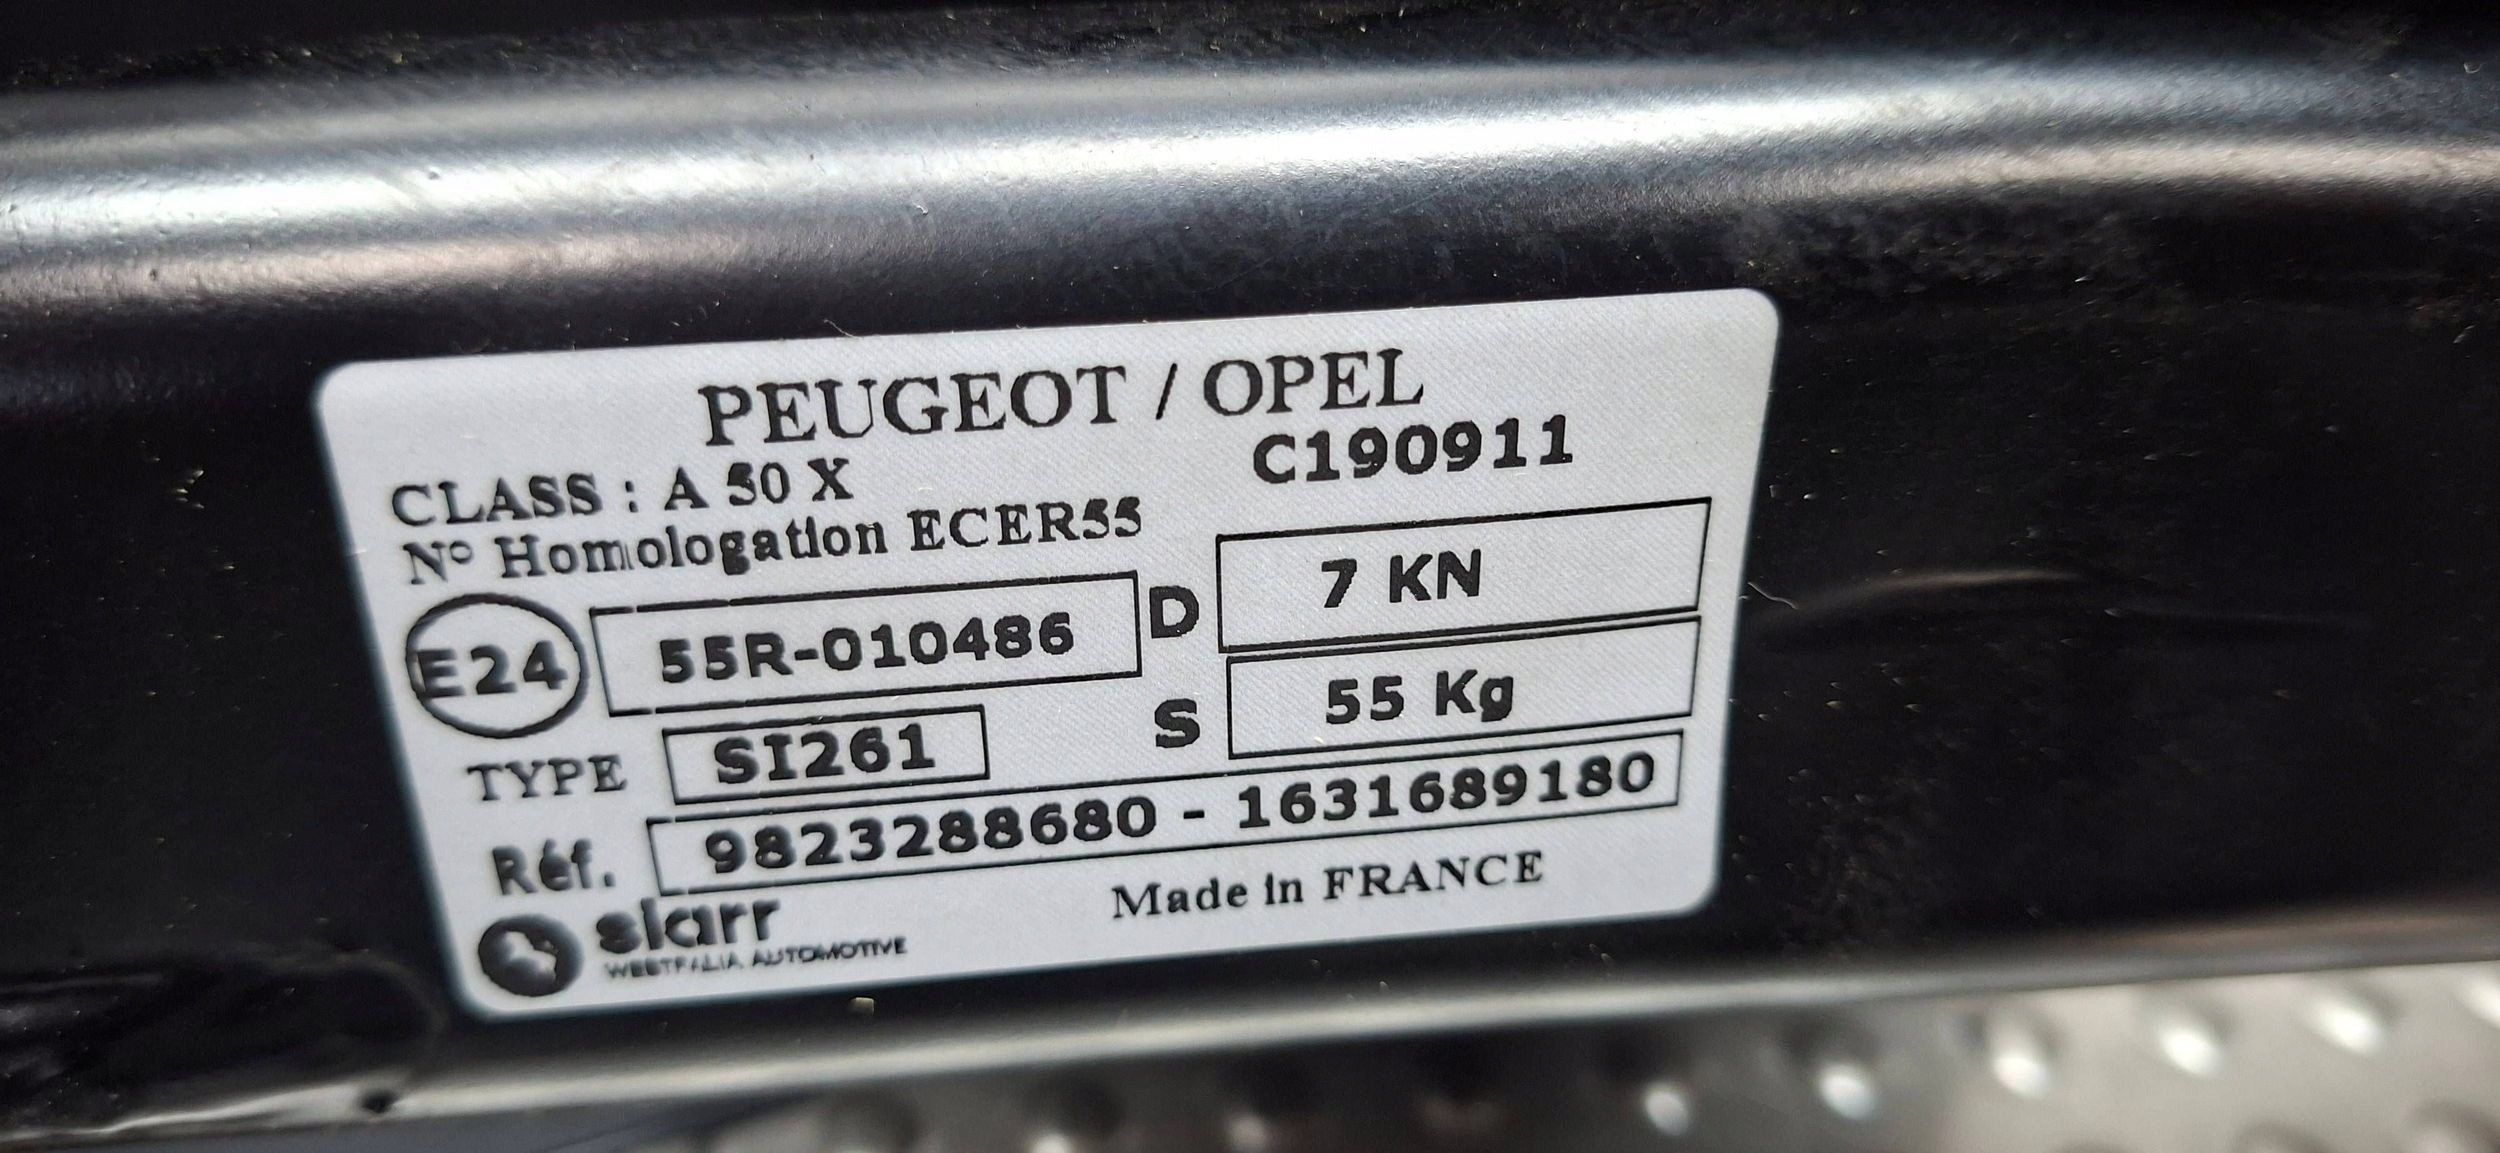 PEUGEOT / OPEL
C190911
CLASS : A 50 X
N° Homologation ECER55
E24 55R-010486
D 7 KN
S 55 Kg
TYPE SI261
Réf. 9823288680 - 1631689180
siarr
WESTFALIA AUTOMOTIVE
Made in FRANCE